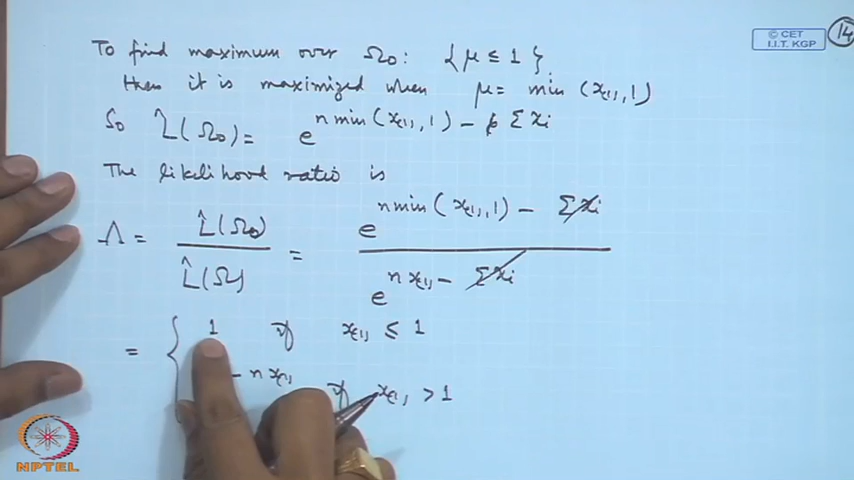 © CET
I.I.T. KGP
14
To find maximum over Ω₀: { μ ≤ 1 }
then it is maximized when μ = min (x₍₁₎, 1)
So L̂(Ω₀) = e^{n min (x₍₁₎, 1) - Σ xᵢ}
The likelihood ratio is
Λ = L̂(Ω₀) / L̂(Ω) = e^{n min (x₍₁₎, 1) - Σ xᵢ} / e^{n x₍₁₎ - Σ xᵢ}
= { 1 if x₍₁₎ ≤ 1
- n x₍₁₎ if x₍₁₎ > 1
NPTEL